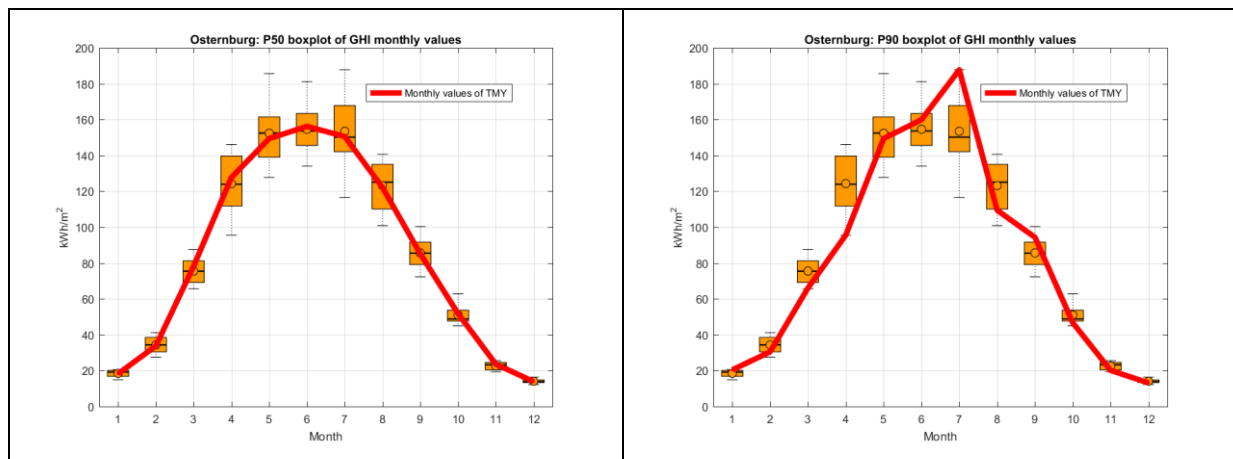 Osternburg: P50 boxplot of GHI monthly values
200
180
160
140
120
100
80
60
40
20
0
kWh/m²
Monthly values of TMY
1 2 3 4 5 6 7 8 9 10 11 12
Month
Osternburg: P90 boxplot of GHI monthly values
200
180
160
140
120
100
80
60
40
20
0
kWh/m²
Monthly values of TMY
1 2 3 4 5 6 7 8 9 10 11 12
Month